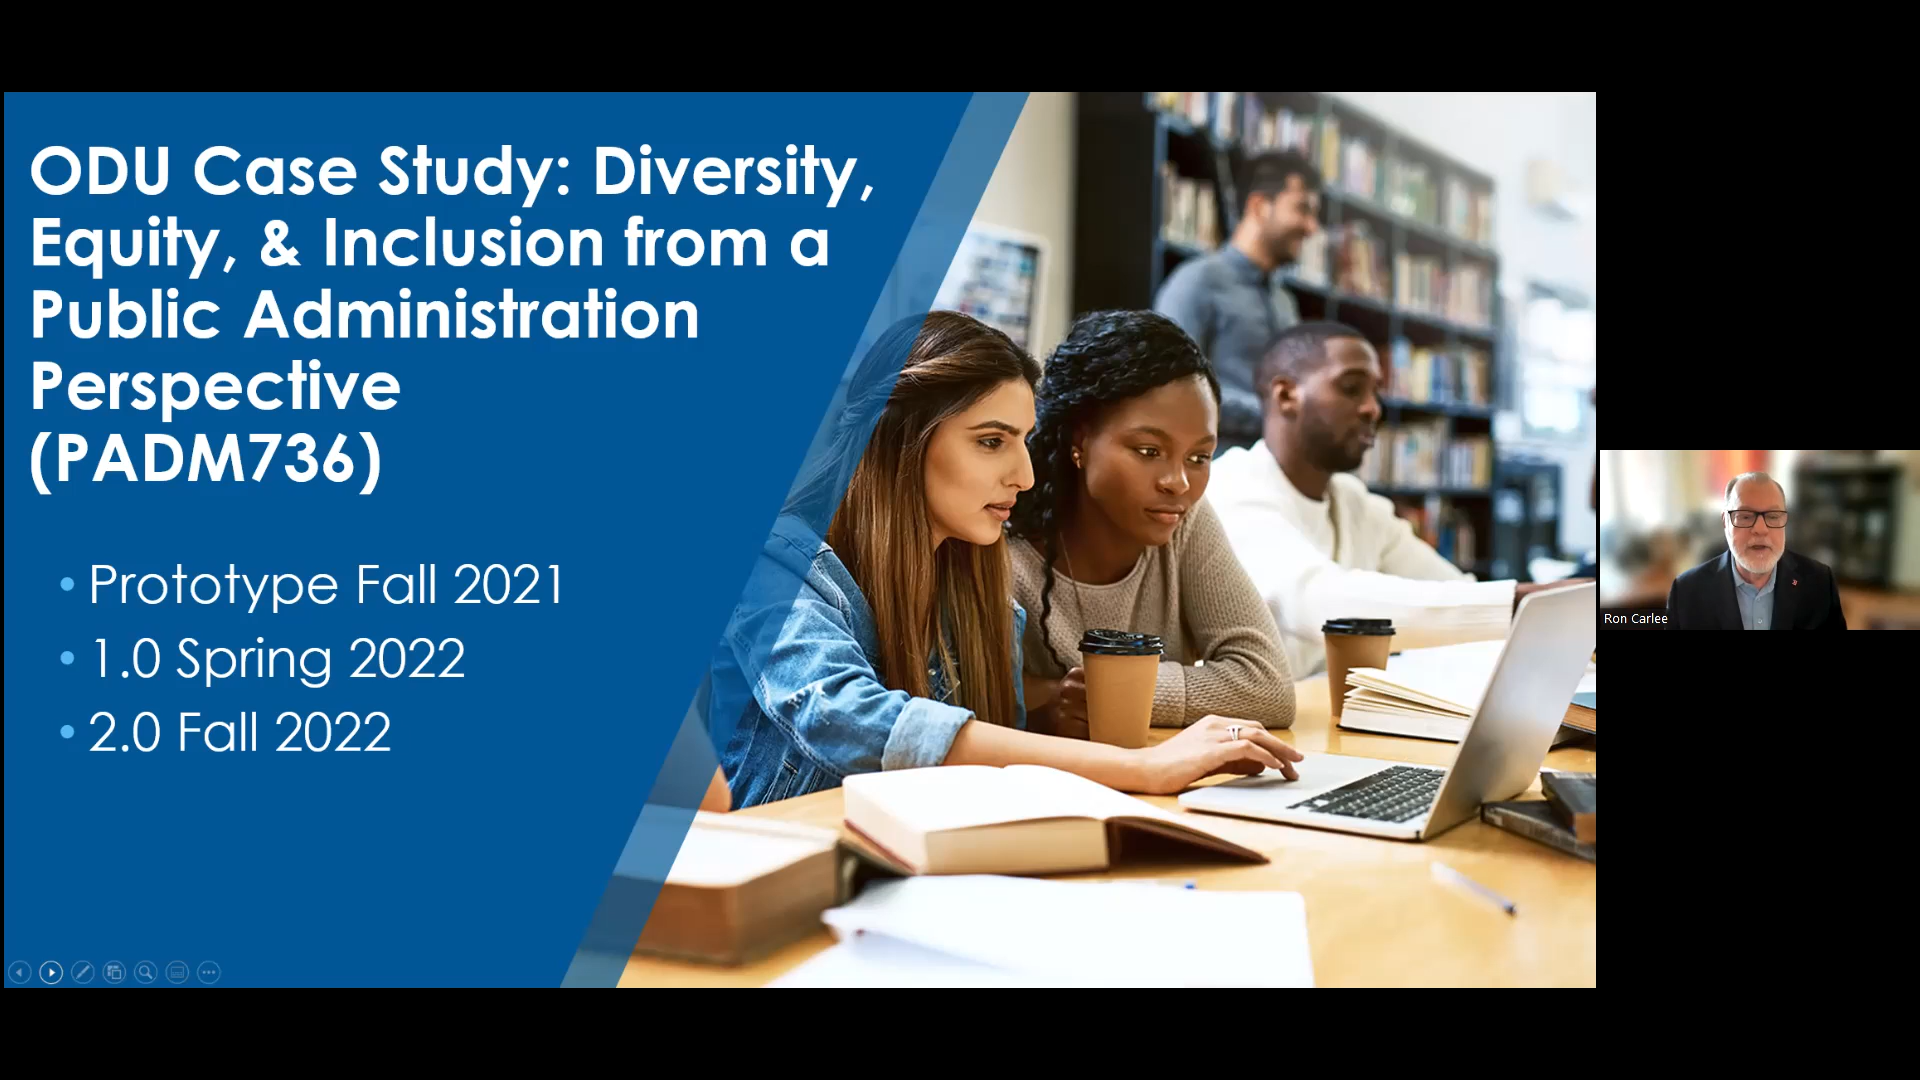 ODU Case Study: Diversity,
Equity, & Inclusion from a
Public Administration
Perspective
(PADM736)
• Prototype Fall 2021
• 1.0 Spring 2022
• 2.0 Fall 2022
Ron Carlee